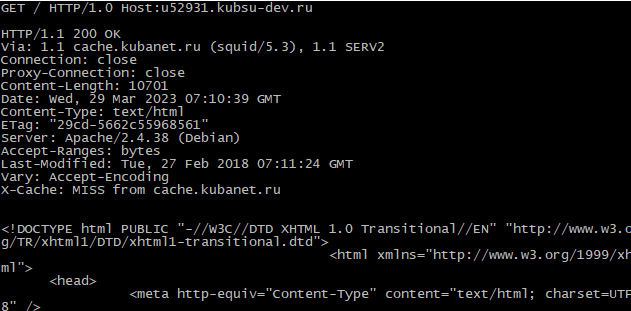 GET / HTTP/1.0 Host:u52931.kubsu-dev.ru
HTTP/1.1 200 OK
Via: 1.1 cache.kubanet.ru (squid/5.3), 1.1 SERV2
Connection: close
Proxy-Connection: close
Content-Length: 10701
Date: Wed, 29 Mar 2023 07:10:39 GMT
Content-Type: text/html
ETag: "29cd-5662c55968561"
Server: Apache/2.4.38 (Debian)
Accept-Ranges: bytes
Last-Modified: Tue, 27 Feb 2018 07:11:24 GMT
Vary: Accept-Encoding
X-Cache: MISS from cache.kubanet.ru
<!DOCTYPE html PUBLIC "-//W3C//DTD XHTML 1.0 Transitional//EN" "http://www.w3.or
g/TR/xhtml1/DTD/xhtml1-transitional.dtd">
<html xmlns="http://www.w3.org/1999/xht
ml">
<head>
<meta http-equiv="Content-Type" content="text/html; charset=UTF-
8" />